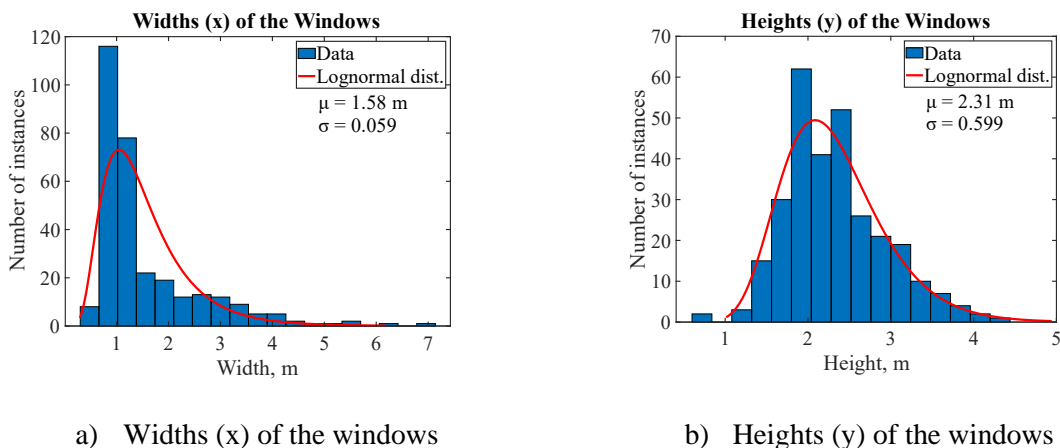 Widths (x) of the Windows
120
100
80
60
40
20
0
Number of instances
Data
Lognormal dist.
μ = 1.58 m
σ = 0.059
1 2 3 4 5 6 7
Width, m
a) Widths (x) of the windows
Heights (y) of the Windows
70
60
50
40
30
20
10
0
Number of instances
Data
Lognormal dist.
μ = 2.31 m
σ = 0.599
1 2 3 4 5
Height, m
b) Heights (y) of the windows